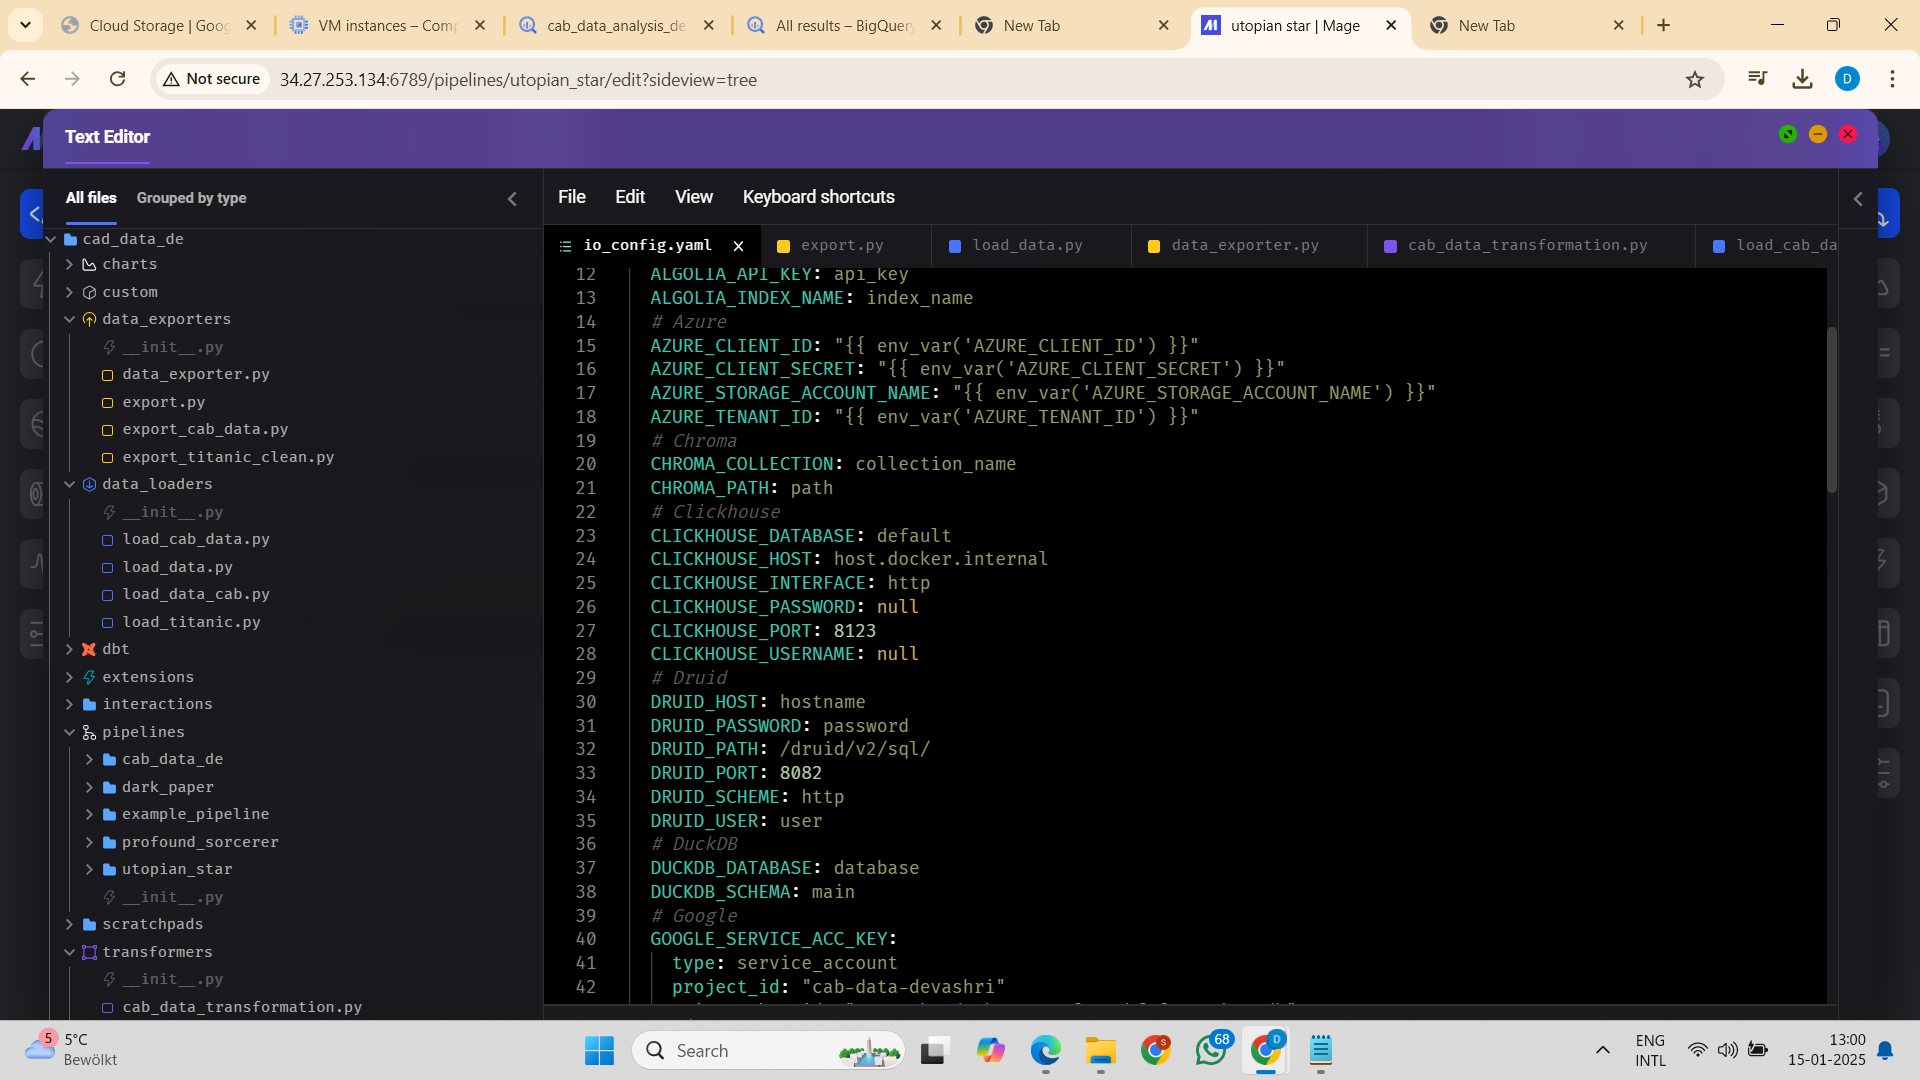 Cloud Storage | Goog
VM instances – Comp
cab_data_analysis_de
All results – BigQuery
New Tab
utopian star | Mage
New Tab
Not secure
34.27.253.134:6789/pipelines/utopian_star/edit?sideview=tree
D
Text Editor
All files
Grouped by type
File
Edit
View
Keyboard shortcuts
io_config.yaml
export.py
load_data.py
data_exporter.py
cab_data_transformation.py
load_cab_da
cad_data_de
charts
custom
data_exporters
__init__.py
data_exporter.py
export.py
export_cab_data.py
export_titanic_clean.py
data_loaders
__init__.py
load_cab_data.py
load_data.py
load_data_cab.py
load_titanic.py
dbt
extensions
interactions
pipelines
cab_data_de
dark_paper
example_pipeline
profound_sorcerer
utopian_star
__init__.py
scratchpads
transformers
__init__.py
cab_data_transformation.py
12 ALGOLIA_API_KEY: api_key
13 ALGOLIA_INDEX_NAME: index_name
14 # Azure
15 AZURE_CLIENT_ID: "{{ env_var('AZURE_CLIENT_ID') }}"
16 AZURE_CLIENT_SECRET: "{{ env_var('AZURE_CLIENT_SECRET') }}"
17 AZURE_STORAGE_ACCOUNT_NAME: "{{ env_var('AZURE_STORAGE_ACCOUNT_NAME') }}"
18 AZURE_TENANT_ID: "{{ env_var('AZURE_TENANT_ID') }}"
19 # Chroma
20 CHROMA_COLLECTION: collection_name
21 CHROMA_PATH: path
22 # Clickhouse
23 CLICKHOUSE_DATABASE: default
24 CLICKHOUSE_HOST: host.docker.internal
25 CLICKHOUSE_INTERFACE: http
26 CLICKHOUSE_PASSWORD: null
27 CLICKHOUSE_PORT: 8123
28 CLICKHOUSE_USERNAME: null
29 # Druid
30 DRUID_HOST: hostname
31 DRUID_PASSWORD: password
32 DRUID_PATH: /druid/v2/sql/
33 DRUID_PORT: 8082
34 DRUID_SCHEME: http
35 DRUID_USER: user
36 # DuckDB
37 DUCKDB_DATABASE: database
38 DUCKDB_SCHEMA: main
39 # Google
40 GOOGLE_SERVICE_ACC_KEY:
41 type: service_account
42 project_id: "cab-data-devashri"
5
5°C
Bewölkt
Search
S
68
D
ENG
INTL
13:00
15-01-2025